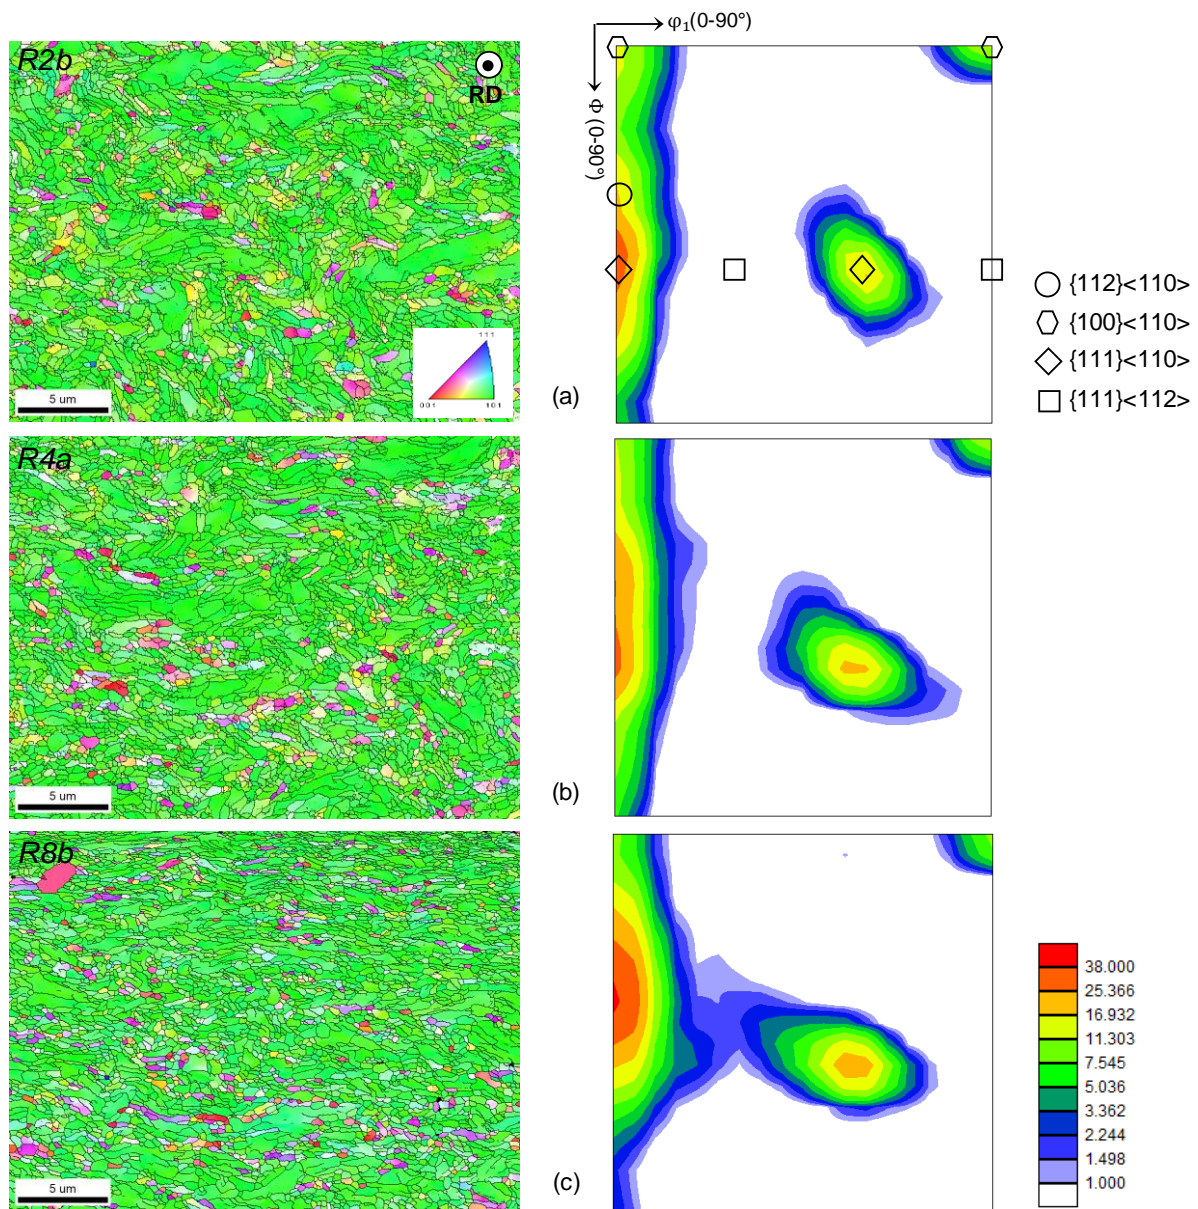 φ₁(0-90°)
Φ (0-90°)
R2b
RD
111
001
101
5 um
(a)
{112}<110>
{100}<110>
{111}<110>
{111}<112>
R4a
5 um
(b)
R8b
5 um
(c)
38.000
25.366
16.932
11.303
7.545
5.036
3.362
2.244
1.498
1.000